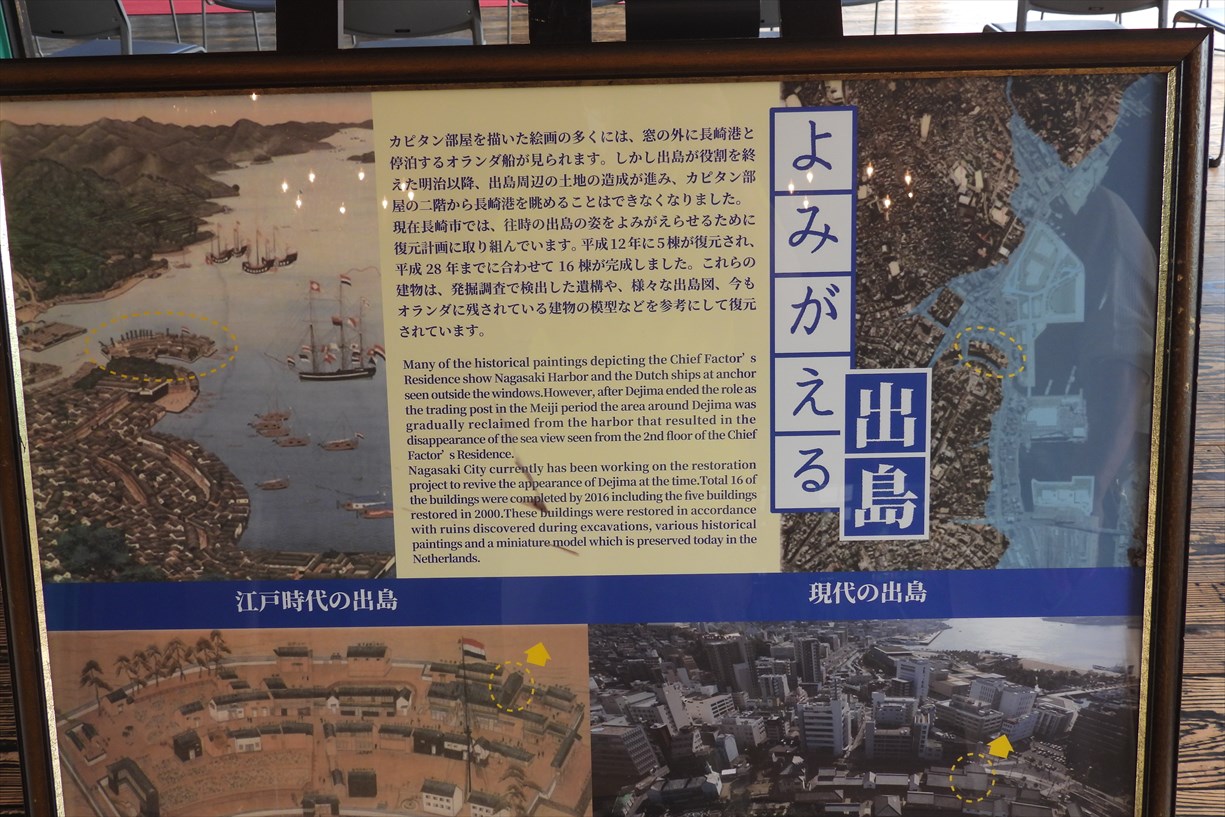 よみがえる
出島
カピタン部屋を描いた絵画の多くには、窓の外に長崎港と
停泊するオランダ船が見られます。しかし出島が役割を終
えた明治以降、出島周辺の土地の造成が進み、カピタン部
屋の二階から長崎港を眺めることはできなくなりました。
現在長崎市では、往時の出島の姿をよみがえらせるために
復元計画に取り組んでいます。平成12年に5棟が復元され、
平成 28 年までに合わせて 16 棟が完成しました。これらの
建物は、発掘調査で検出した遺構や、様々な出島図、今も
オランダに残されている建物の模型などを参考にして復元
されています。
Many of the historical paintings depicting the Chief Factor's
Residence show Nagasaki Harbor and the Dutch ships at anchor
seen outside the windows.However, after Dejima ended the role as
the trading post in the Meiji period the area around Dejima was
gradually reclaimed from the harbor that resulted in the
disappearance of the sea view seen from the 2nd floor of the Chief
Factor's Residence.
Nagasaki City currently has been working on the restoration
project to revive the appearance of Dejima at the time.Total 16 of
the buildings were completed by 2016 including the five buildings
restored in 2000.These buildings were restored in accordance
with ruins discovered during excavations, various historical
paintings and a miniature model which is preserved today in the
Netherlands.
江戸時代の出島
現代の出島